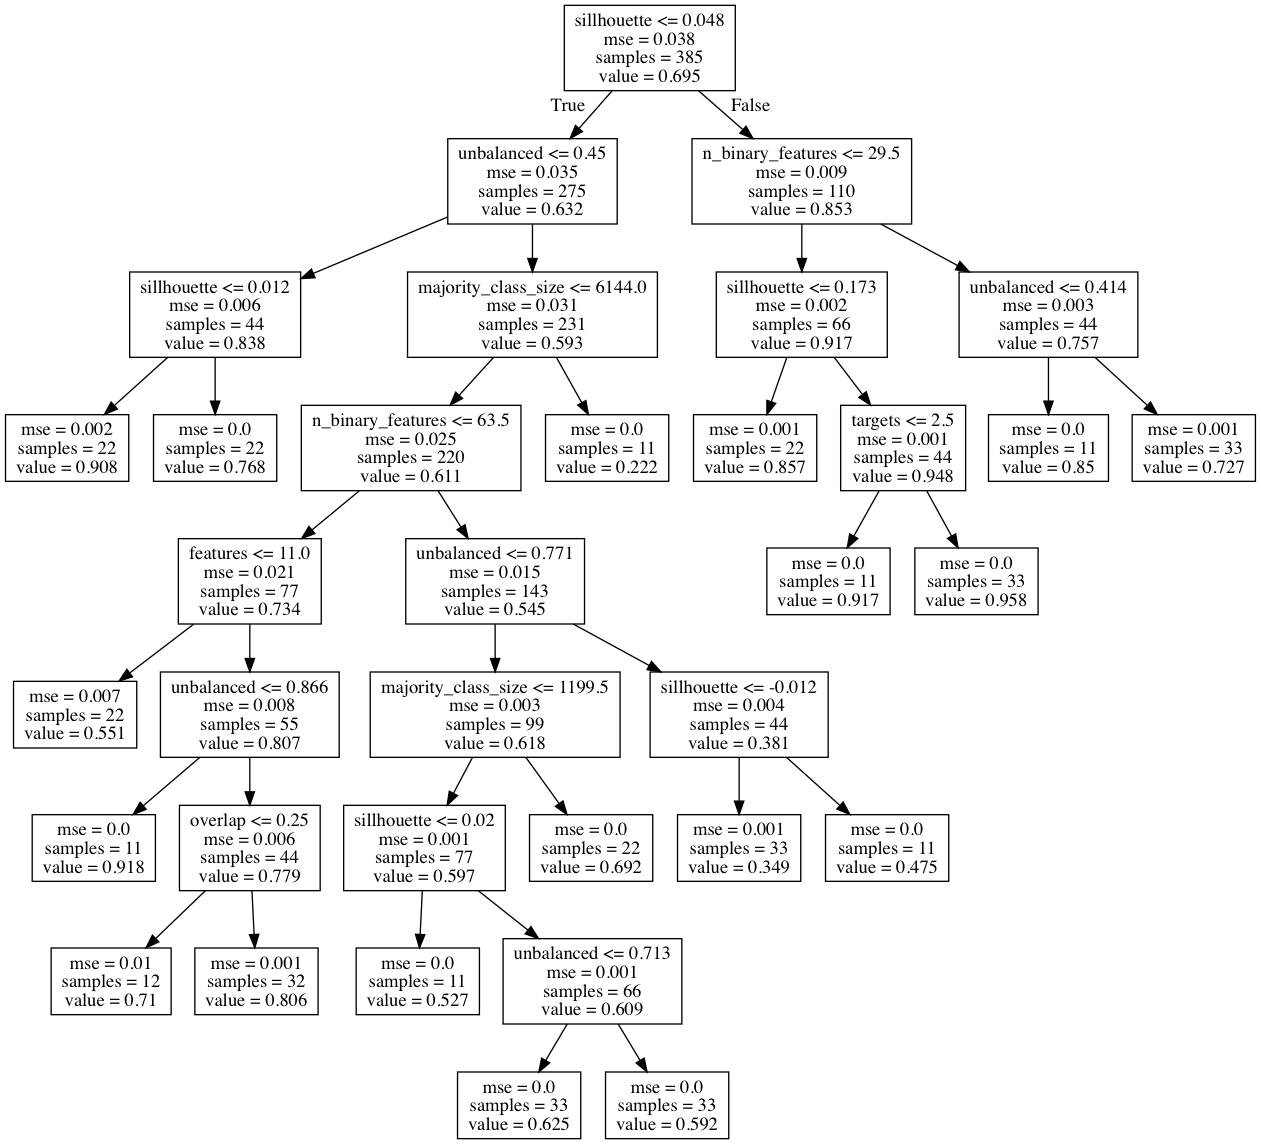 sillhouette <= 0.048
mse = 0.038
samples = 385
value = 0.695
True
False
unbalanced <= 0.45
mse = 0.035
samples = 275
value = 0.632
n_binary_features <= 29.5
mse = 0.009
samples = 110
value = 0.853
sillhouette <= 0.012
mse = 0.006
samples = 44
value = 0.838
majority_class_size <= 6144.0
mse = 0.031
samples = 231
value = 0.593
sillhouette <= 0.173
mse = 0.002
samples = 66
value = 0.917
unbalanced <= 0.414
mse = 0.003
samples = 44
value = 0.757
mse = 0.002
samples = 22
value = 0.908
mse = 0.0
samples = 22
value = 0.768
n_binary_features <= 63.5
mse = 0.025
samples = 220
value = 0.611
mse = 0.0
samples = 11
value = 0.222
mse = 0.001
samples = 22
value = 0.857
targets <= 2.5
mse = 0.001
samples = 44
value = 0.948
mse = 0.0
samples = 11
value = 0.85
mse = 0.001
samples = 33
value = 0.727
features <= 11.0
mse = 0.021
samples = 77
value = 0.734
unbalanced <= 0.771
mse = 0.015
samples = 143
value = 0.545
mse = 0.0
samples = 11
value = 0.917
mse = 0.0
samples = 33
value = 0.958
mse = 0.007
samples = 22
value = 0.551
unbalanced <= 0.866
mse = 0.008
samples = 55
value = 0.807
majority_class_size <= 1199.5
mse = 0.003
samples = 99
value = 0.618
sillhouette <= -0.012
mse = 0.004
samples = 44
value = 0.381
mse = 0.0
samples = 11
value = 0.918
overlap <= 0.25
mse = 0.006
samples = 44
value = 0.779
sillhouette <= 0.02
mse = 0.001
samples = 77
value = 0.597
mse = 0.0
samples = 22
value = 0.692
mse = 0.001
samples = 33
value = 0.349
mse = 0.0
samples = 11
value = 0.475
mse = 0.01
samples = 12
value = 0.71
mse = 0.001
samples = 32
value = 0.806
mse = 0.0
samples = 11
value = 0.527
unbalanced <= 0.713
mse = 0.001
samples = 66
value = 0.609
mse = 0.0
samples = 33
value = 0.625
mse = 0.0
samples = 33
value = 0.592